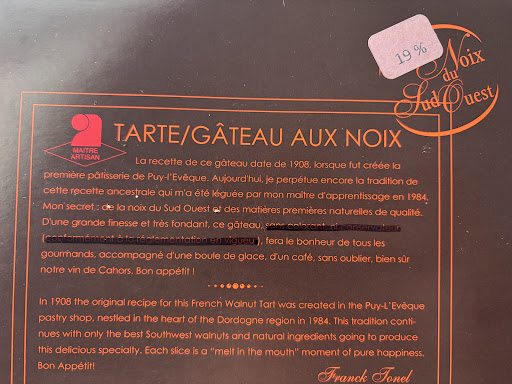 19 %
Noix
du
Sud Ouest
MAITRE
ARTISAN
TARTE/GÂTEAU AUX NOIX
La recette de ce gâteau date de 1908, lorsque fut créée la
première pâtisserie de Puy-l'Evêque. Aujourd'hui, je perpétue encore la tradition de
cette recette ancestrale qui m'a été léguée par mon maître d'apprentissage en 1984.
Mon secret : de la noix du Sud Ouest et des matières premières naturelles de qualité.
D'une grande finesse et très fondant, ce gâteau,
), fera le bonheur de tous les
gourmands, accompagné d'une boule de glace, d'un café, sans oublier, bien sûr
notre vin de Cahors. Bon appétit !
In 1908 the original recipe for this French Walnut Tart was created in the Puy-L'Evêque
pastry shop, nestled in the heart of the Dordogne region in 1984. This tradition conti-
nues with only the best Southwest walnuts and natural ingredients going to produce
this delicious specialty. Each slice is a "melt in the mouth" moment of pure happiness.
Bon Appétit!
Franck Tonel